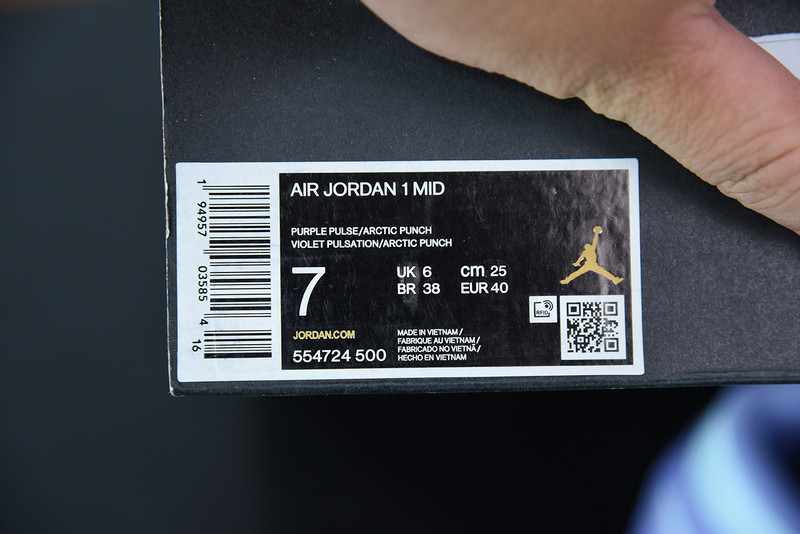 AIR JORDAN 1 MID
PURPLE PULSE/ARCTIC PUNCH
VIOLET PULSATION/ARCTIC PUNCH
7
UK 6 cm 25
BR 38 EUR 40
RFID
JORDAN.COM
554724 500
MADE IN VIETNAM /
FABRIQUE AU VIETNAM /
FABRICADO NO VIETNÃ /
HECHO EN VIETNAM
1 94957 03585 4 16